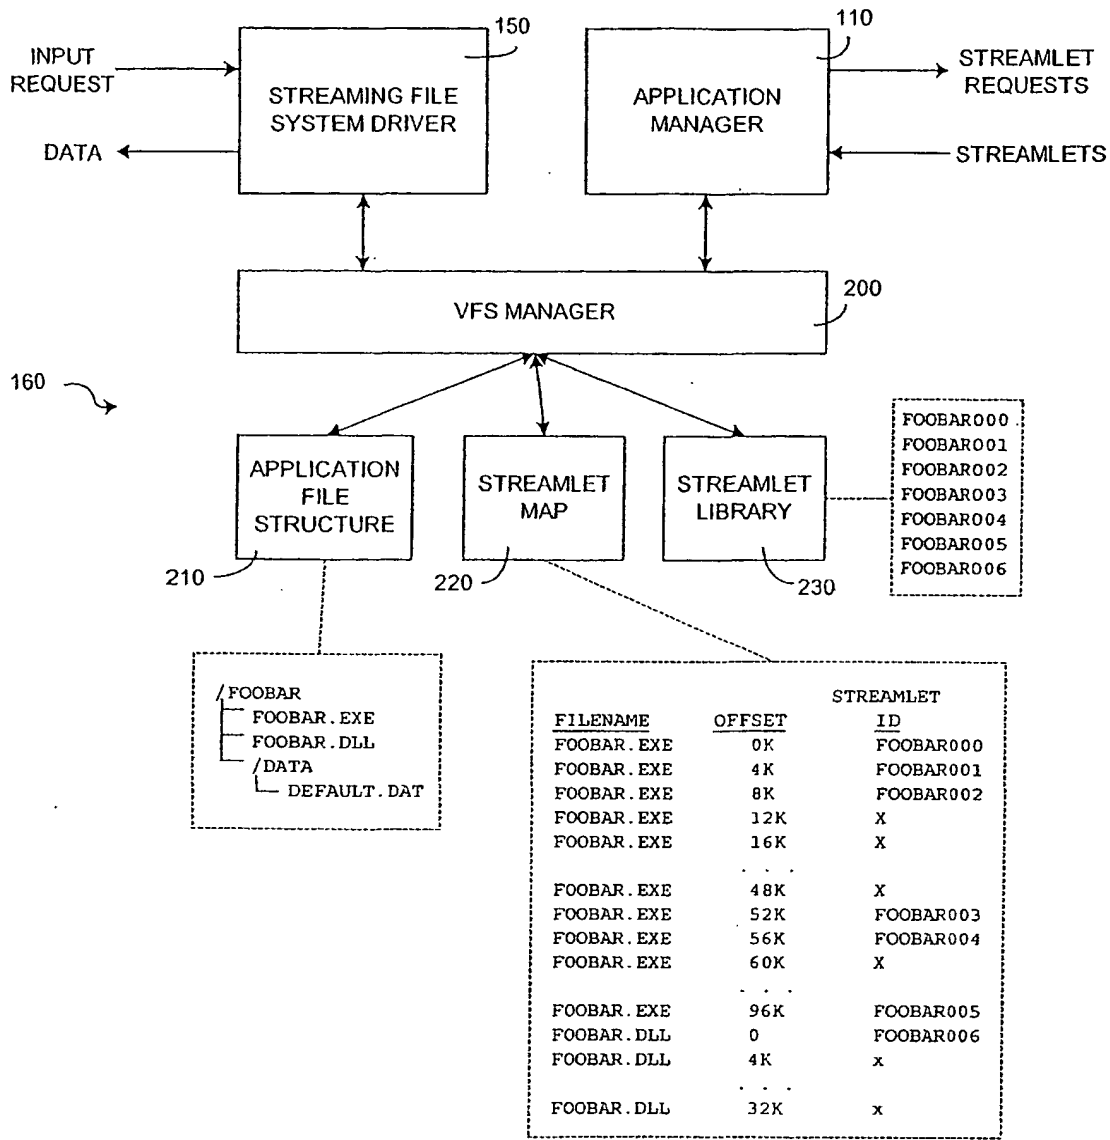 150
110
INPUT
REQUEST
STREAMING FILE
SYSTEM DRIVER
DATA
APPLICATION
MANAGER
STREAMLET
REQUESTS
STREAMLETS
VFS MANAGER
200
160
APPLICATION
FILE
STRUCTURE
210
STREAMLET
MAP
220
STREAMLET
LIBRARY
230
FOOBAR000
FOOBAR001
FOOBAR002
FOOBAR003
FOOBAR004
FOOBAR005
FOOBAR006
/FOOBAR
FOOBAR.EXE
FOOBAR.DLL
/DATA
DEFAULT.DAT
STREAMLET
FILENAME OFFSET ID
FOOBAR.EXE 0K FOOBAR000
FOOBAR.EXE 4K FOOBAR001
FOOBAR.EXE 8K FOOBAR002
FOOBAR.EXE 12K X
FOOBAR.EXE 16K X
. . .
FOOBAR.EXE 48K X
FOOBAR.EXE 52K FOOBAR003
FOOBAR.EXE 56K FOOBAR004
FOOBAR.EXE 60K X
. . .
FOOBAR.EXE 96K FOOBAR005
FOOBAR.DLL 0 FOOBAR006
FOOBAR.DLL 4K x
. . .
FOOBAR.DLL 32K x